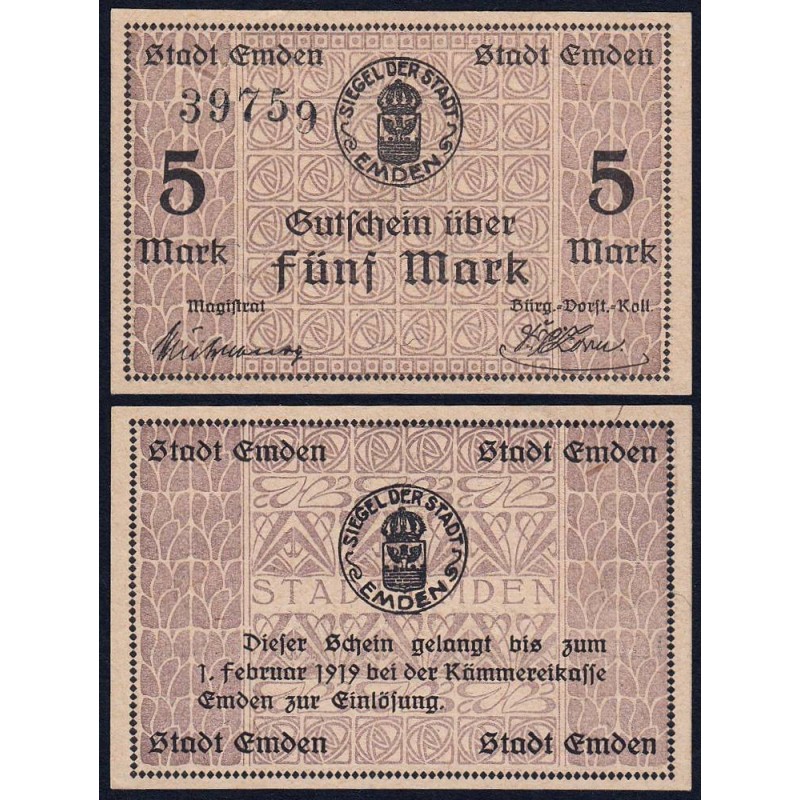 Stadt Emden Stadt Emden
39759
SIEGEL DER STADT EMDEN
5 5
Mark Mark
Gutschein über
Fünf Mark
Magistrat Bürg.-Vorst.-Koll.
Stadt Emden Stadt Emden
SIEGEL DER STADT EMDEN
STADT EMDEN
Dieser Schein gelangt bis zum
1. Februar 1919 bei der Kämmereikasse
Emden zur Einlösung.
Stadt Emden Stadt Emden